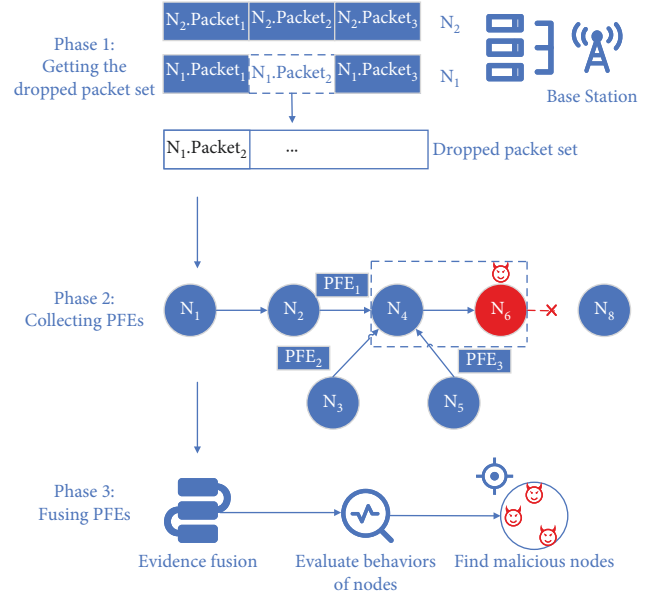 Phase 1:
Getting the
dropped packet set
N₂.Packet₁ N₂.Packet₂ N₂.Packet₃ N₂
N₁.Packet₁ N₁.Packet₂ N₁.Packet₃ N₁
Base Station
N₁.Packet₂ ... Dropped packet set
Phase 2:
Collecting PFEs
PFE₁
N₁ N₂ N₄ N₆ N₈
PFE₂ PFE₃
N₃ N₅
Phase 3:
Fusing PFEs
Evidence fusion
Evaluate behaviors
of nodes
Find malicious nodes